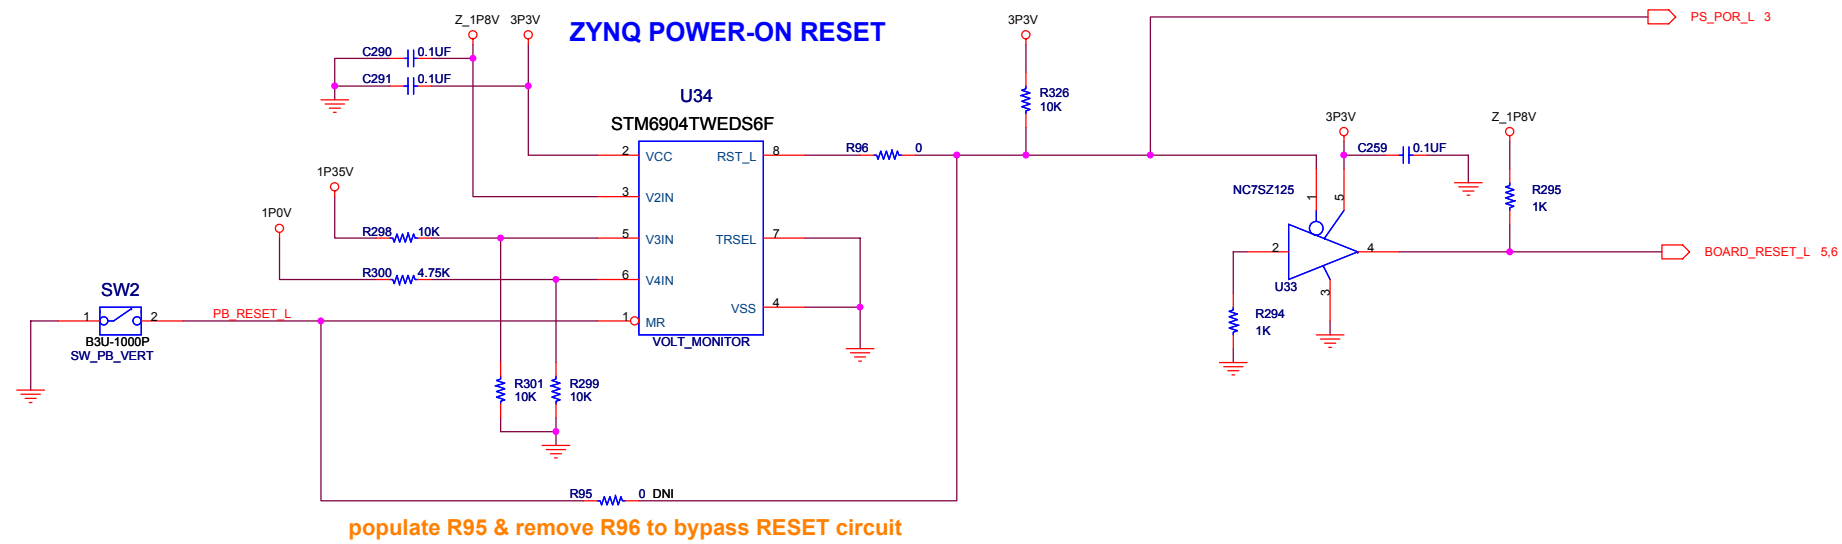 ZYNQ POWER-ON RESET
Z_1P8V 3P3V
3P3V
PS_POR_L 3
C290 0.1UF
C291 0.1UF
U34
STM6904TWEDS6F
R326
10K
3P3V
Z_1P8V
2 VCC RST_L 8
R96 0
C259 0.1UF
1P35V
3 V2IN
NC7SZ125
1 5
R295
1K
1P0V
R298 10K
5 V3IN TRSEL 7
2 4
BOARD_RESET_L 5,6
R300 4.75K
6 V4IN
U33
3
SW2
VSS 4
PB_RESET_L
1 2
1 MR
R294
1K
B3U-1000P
SW_PB_VERT
VOLT_MONITOR
R301
10K
R299
10K
R95 0 DNI
populate R95 & remove R96 to bypass RESET circuit